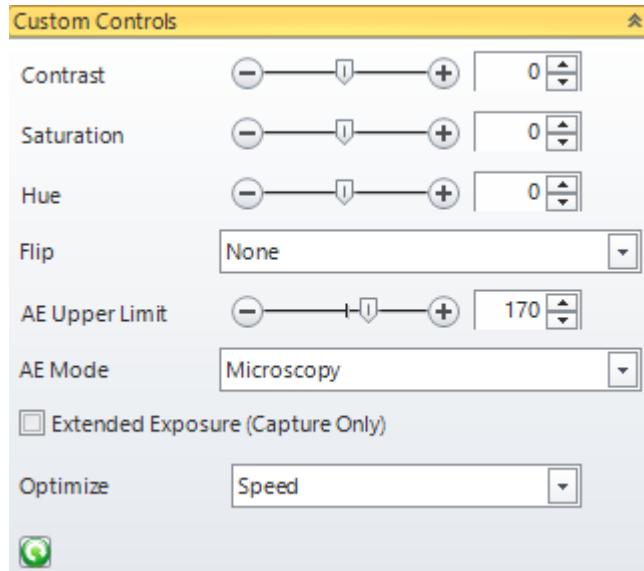 Custom Controls
Contrast 0
Saturation 0
Hue 0
Flip None
AE Upper Limit 170
AE Mode Microscopy
Extended Exposure (Capture Only)
Optimize Speed